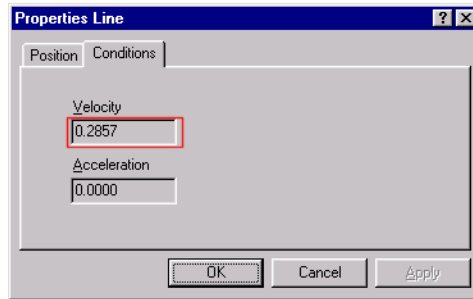 Properties Line
Position Conditions
Velocity
0.2857
Acceleration
0.0000
OK Cancel Apply